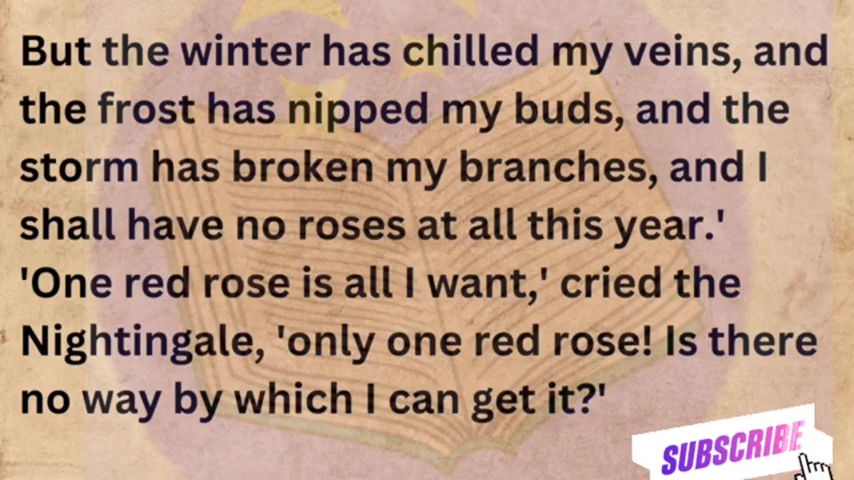 But the winter has chilled my veins, and
the frost has nipped my buds, and the
storm has broken my branches, and I
shall have no roses at all this year.'
'One red rose is all I want,' cried the
Nightingale, 'only one red rose! Is there
no way by which I can get it?'
SUBSCRIBE